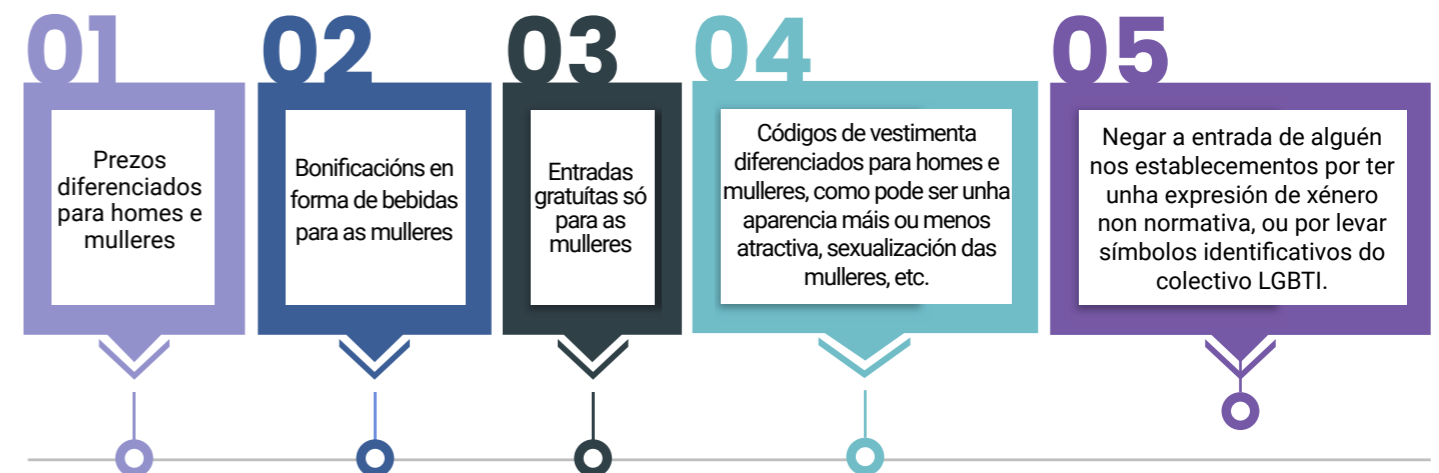 01
Prezos
diferenciados
para homes e
mulleres
02
Bonificacións en
forma de bebidas
para as mulleres
03
Entradas
gratuítas só
para as
mulleres
04
Códigos de vestimenta
diferenciados para homes e
mulleres, como pode ser unha
aparencia máis ou menos
atractiva, sexualización das
mulleres, etc.
05
Negar a entrada de alguén
nos establecementos por ter
unha expresión de xénero
non normativa, ou por levar
símbolos identificativos do
colectivo LGBTI.